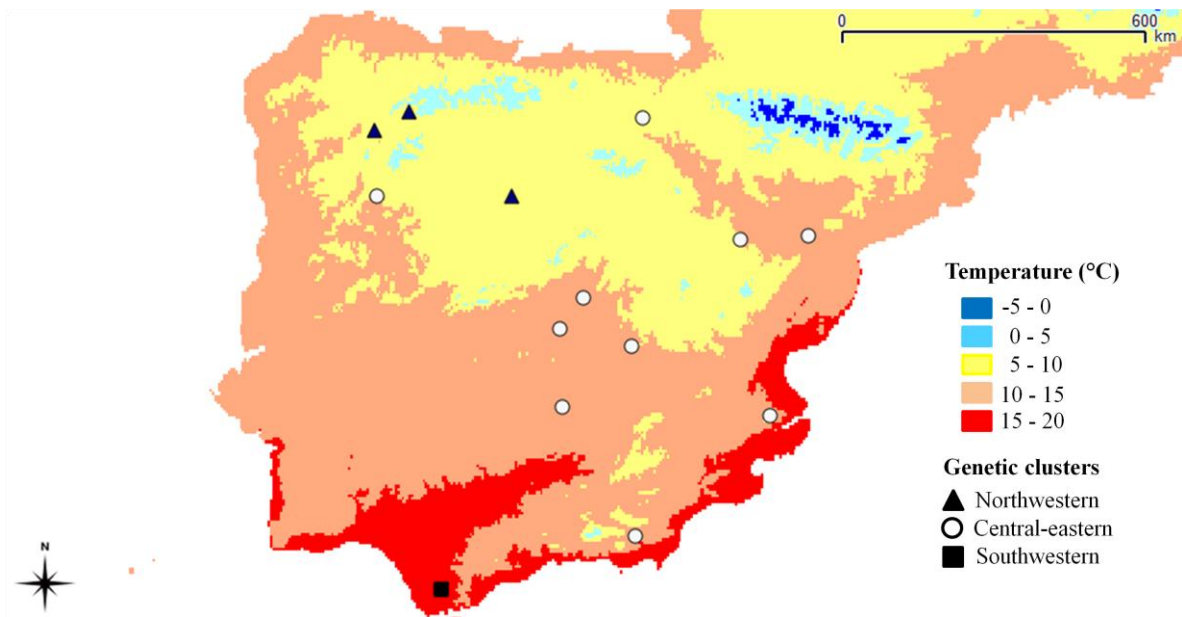 0 600
km
Temperature (°C)
-5 - 0
0 - 5
5 - 10
10 - 15
15 - 20
Genetic clusters
Northwestern
Central-eastern
Southwestern
N